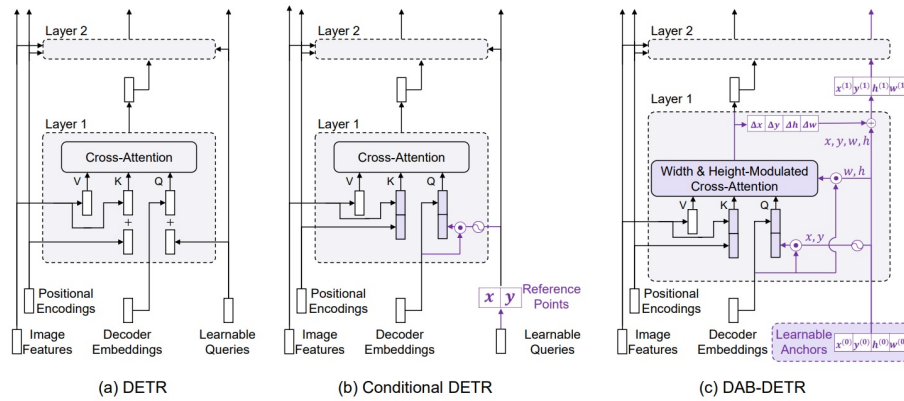 Layer 2
Layer 1
Cross-Attention
V
K
Q
+
+
Positional
Encodings
Image
Features
Decoder
Embeddings
Learnable
Queries
(a) DETR
Layer 2
Layer 1
Cross-Attention
V
K
Q
Positional
Encodings
Image
Features
Decoder
Embeddings
x y
Reference
Points
Learnable
Queries
(b) Conditional DETR
Layer 2
x⁽¹⁾ y⁽¹⁾ h⁽¹⁾ w⁽¹⁾
Layer 1
Δx Δy Δh Δw
+
x, y, w, h
Width & Height-Modulated
Cross-Attention
w, h
V
K
Q
x, y
Positional
Encodings
Image
Features
Decoder
Embeddings
Learnable
Anchors
x⁽⁰⁾ y⁽⁰⁾ h⁽⁰⁾ w⁽⁰⁾
(c) DAB-DETR